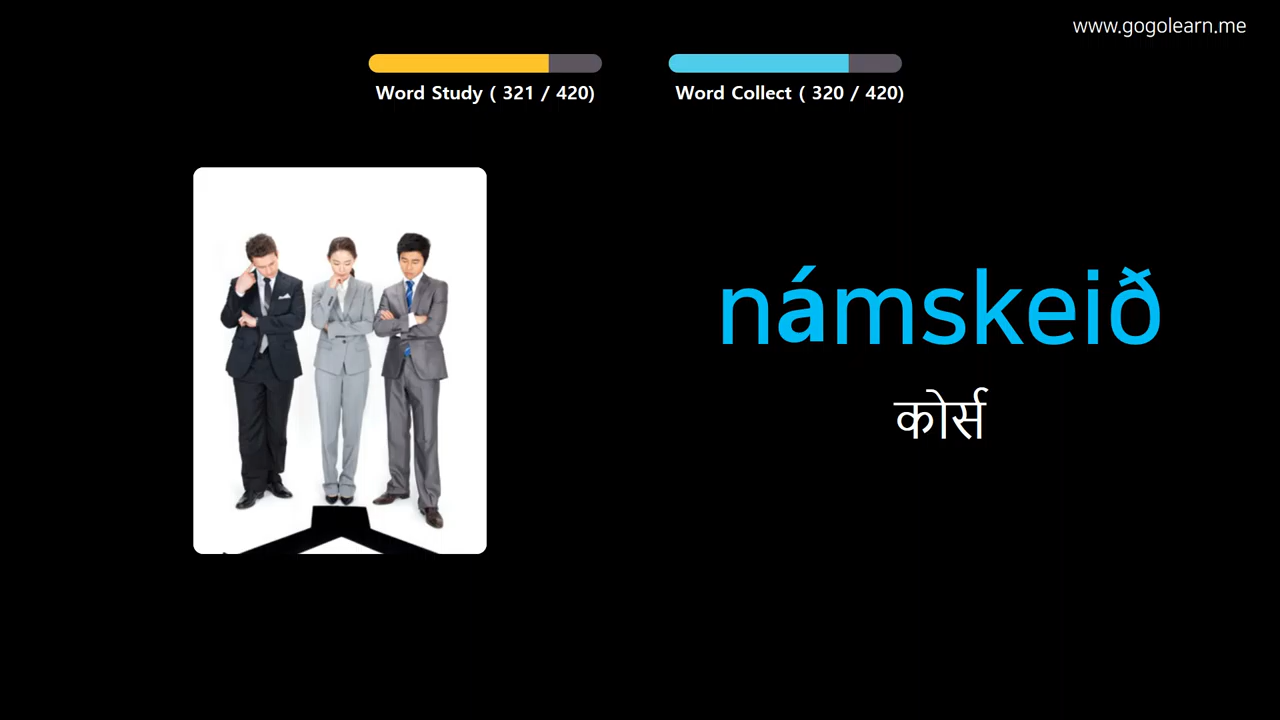 www.gogolearn.me
Word Study ( 321 / 420)
Word Collect ( 320 / 420)
námskeið
कोर्स